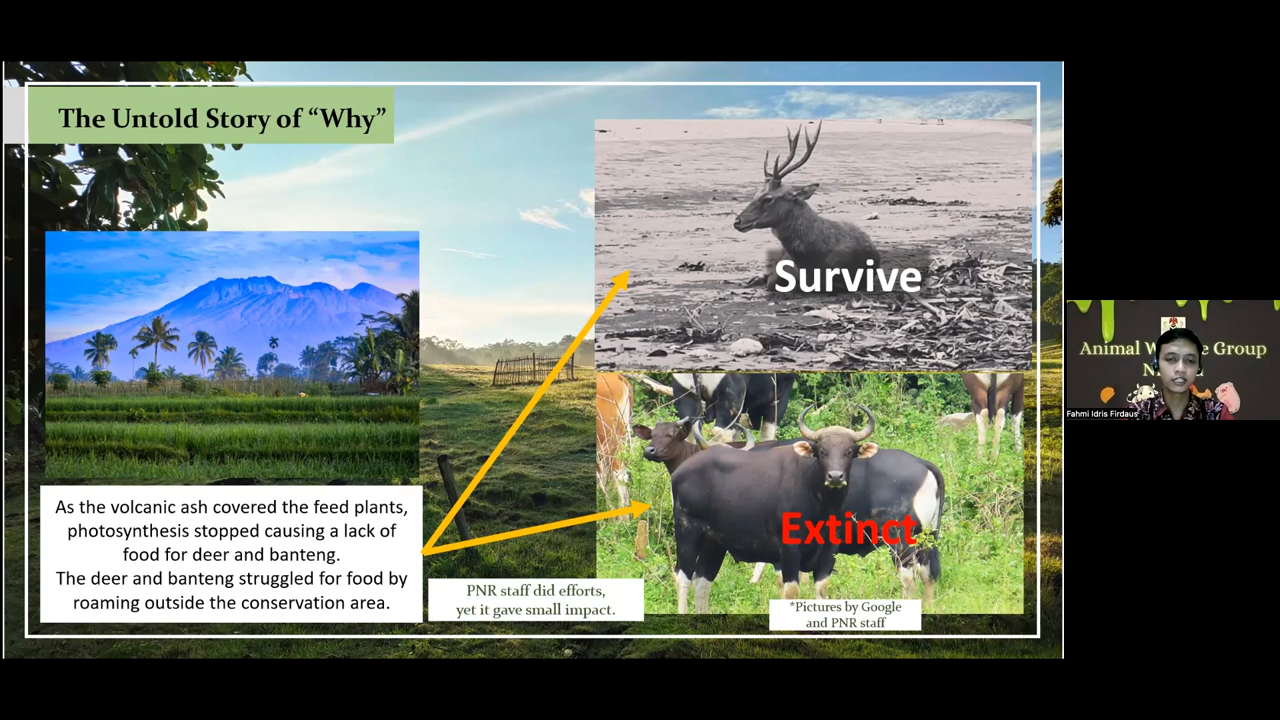 The Untold Story of “Why”
Survive
Extinct
As the volcanic ash covered the feed plants,
photosynthesis stopped causing a lack of
food for deer and banteng.
The deer and banteng struggled for food by
roaming outside the conservation area.
PNR staff did efforts,
yet it gave small impact.
*Pictures by Google
and PNR staff
Animal W e Group
N
Fahmi Idris Firdaus